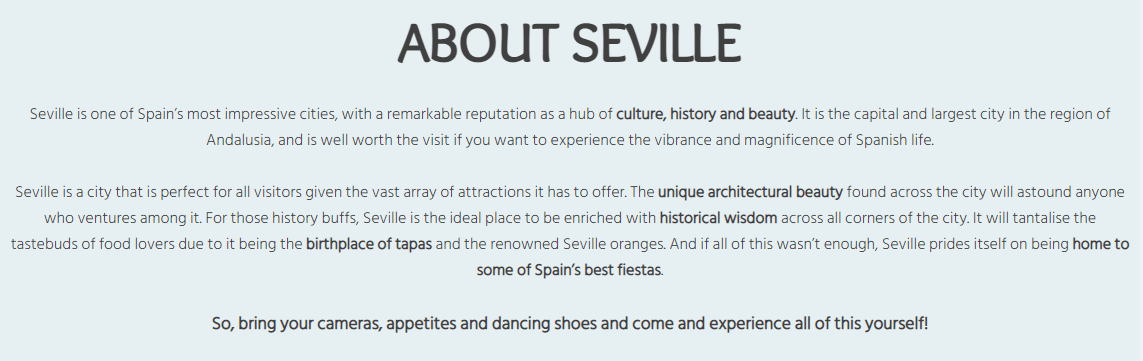 ABOUT SEVILLE
Seville is one of Spain's most impressive cities, with a remarkable reputation as a hub of culture, history and beauty. It is the capital and largest city in the region of
Andalusia, and is well worth the visit if you want to experience the vibrance and magnificence of Spanish life.
Seville is a city that is perfect for all visitors given the vast array of attractions it has to offer. The unique architectural beauty found across the city will astound anyone
who ventures among it. For those history buffs, Seville is the ideal place to be enriched with historical wisdom across all corners of the city. It will tantalise the
tastebuds of food lovers due to it being the birthplace of tapas and the renowned Seville oranges. And if all of this wasn't enough, Seville prides itself on being home to
some of Spain's best fiestas.
So, bring your cameras, appetites and dancing shoes and come and experience all of this yourself!